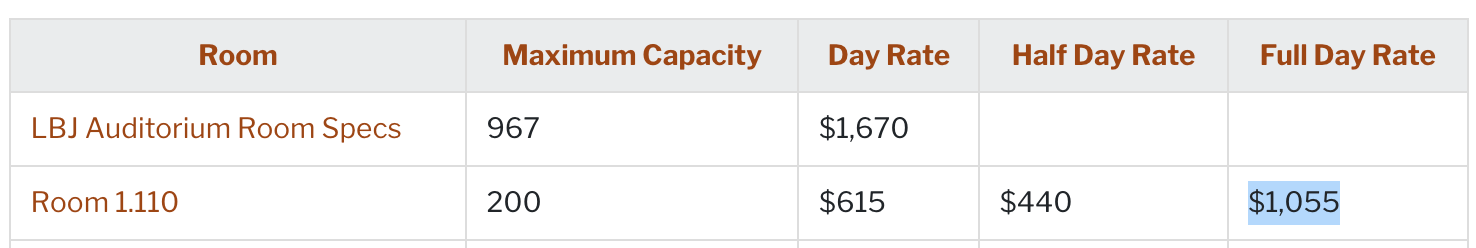 Room Maximum Capacity Day Rate Half Day Rate Full Day Rate
LBJ Auditorium Room Specs 967 $1,670
Room 1.110 200 $615 $440 $1,055